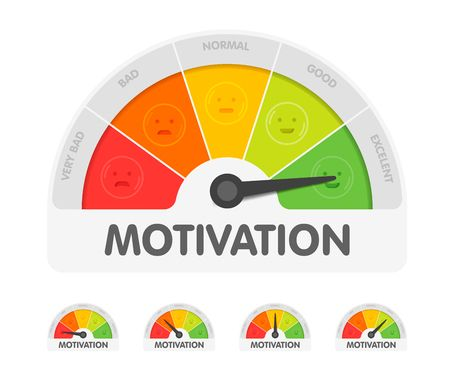 VERY BAD
BAD
NORMAL
GOOD
EXCELENT
MOTIVATION
MOTIVATION
MOTIVATION
MOTIVATION
MOTIVATION